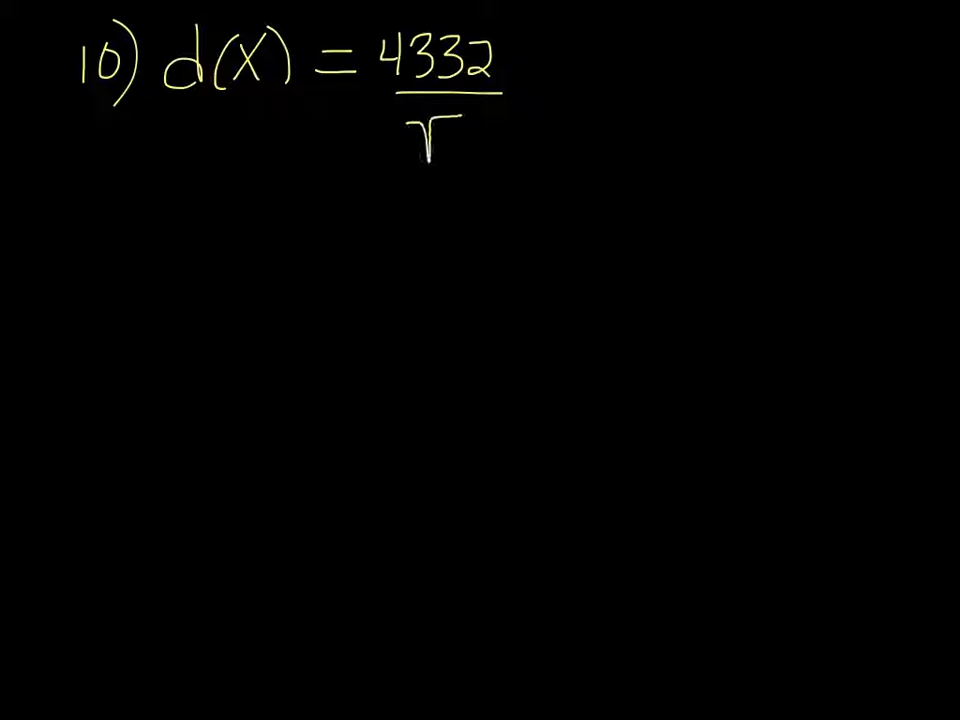 10) d(x) = 4332
T